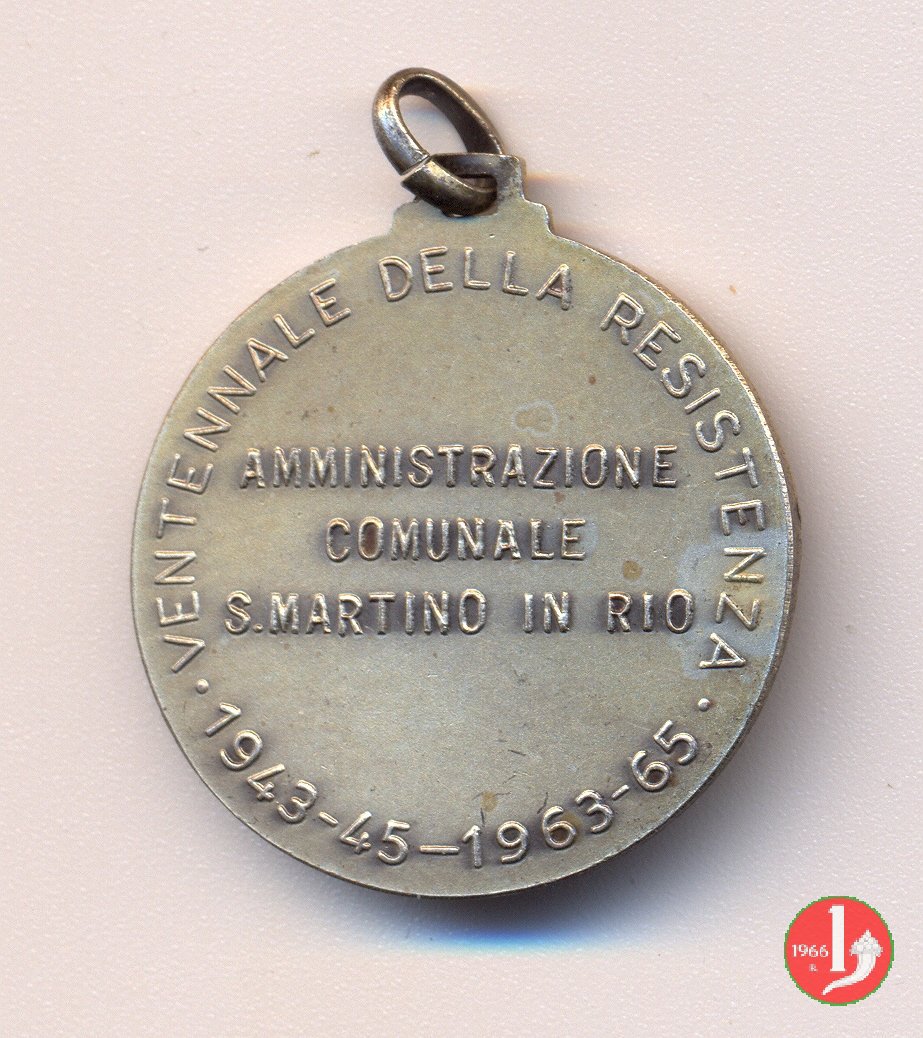 · VENTENNALE DELLA RESISTENZA ·
AMMINISTRAZIONE
COMUNALE
S.MARTINO IN RIO
1943-45-1963-65
1966
R.